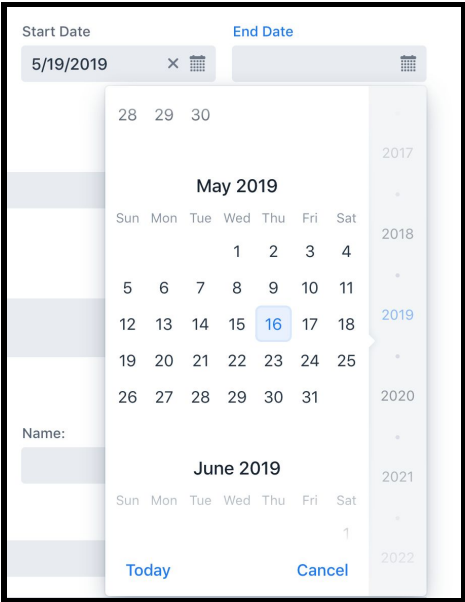 Start Date
End Date
5/19/2019
28 29 30
2017
May 2019
Sun Mon Tue Wed Thu Fri Sat
2018
1 2 3 4
5 6 7 8 9 10 11
12 13 14 15 16 17 18
2019
19 20 21 22 23 24 25
26 27 28 29 30 31
2020
Name:
June 2019
2021
Sun Mon Tue Wed Thu Fri Sat
1
2022
Today
Cancel